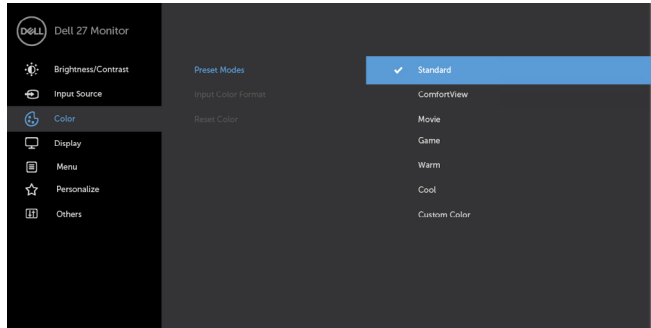 DELL Dell 27 Monitor
Brightness/Contrast Preset Modes Standard
Input Source Input Color Format ComfortView
Color Reset Color Movie
Display Game
Menu Warm
Personalize Cool
Others Custom Color